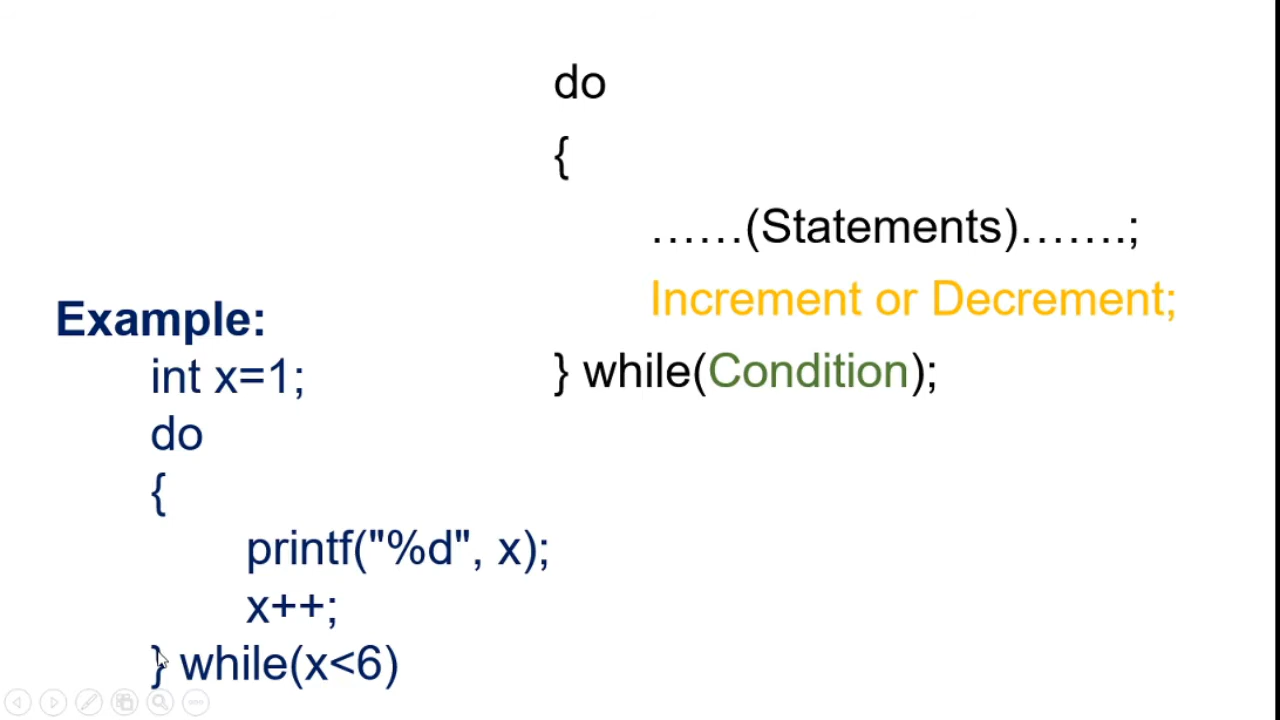 do
{
……(Statements)…….;
Increment or Decrement;
} while(Condition);
Example:
int x=1;
do
{
printf("%d", x);
x++;
} while(x<6)